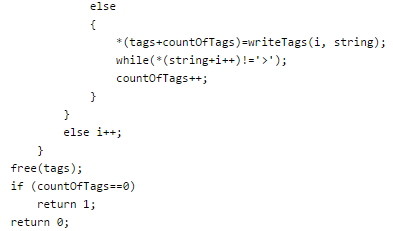 else
{
*(tags+countOfTags)=writeTags(i, string);
while(*(string+i++)!='>');
countOfTags++;
}
}
else i++;
}
free(tags);
if (countOfTags==0)
return 1;
return 0;